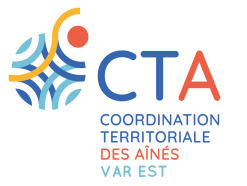 CTA
COORDINATION
TERRITORIALE
DES AÎNÉS
VAR EST